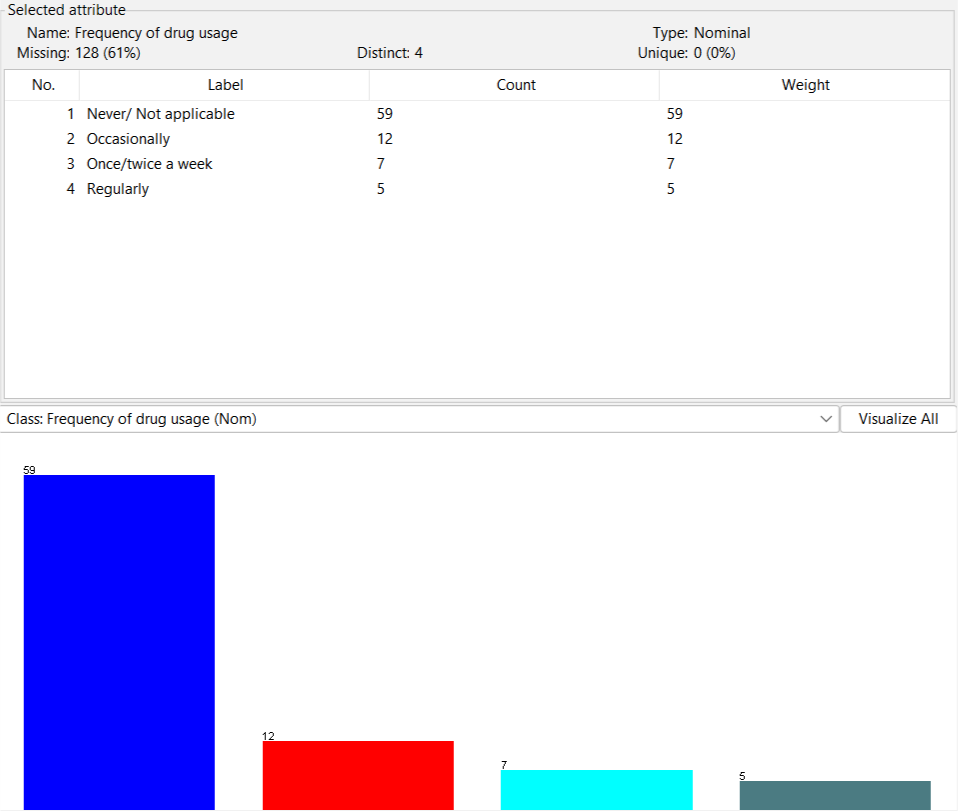 Selected attribute
Name: Frequency of drug usage Type: Nominal
Missing: 128 (61%) Distinct: 4 Unique: 0 (0%)
No. Label Count Weight
1 Never/ Not applicable 59 59
2 Occasionally 12 12
3 Once/twice a week 7 7
4 Regularly 5 5
Class: Frequency of drug usage (Nom) Visualize All
59
12
7
5